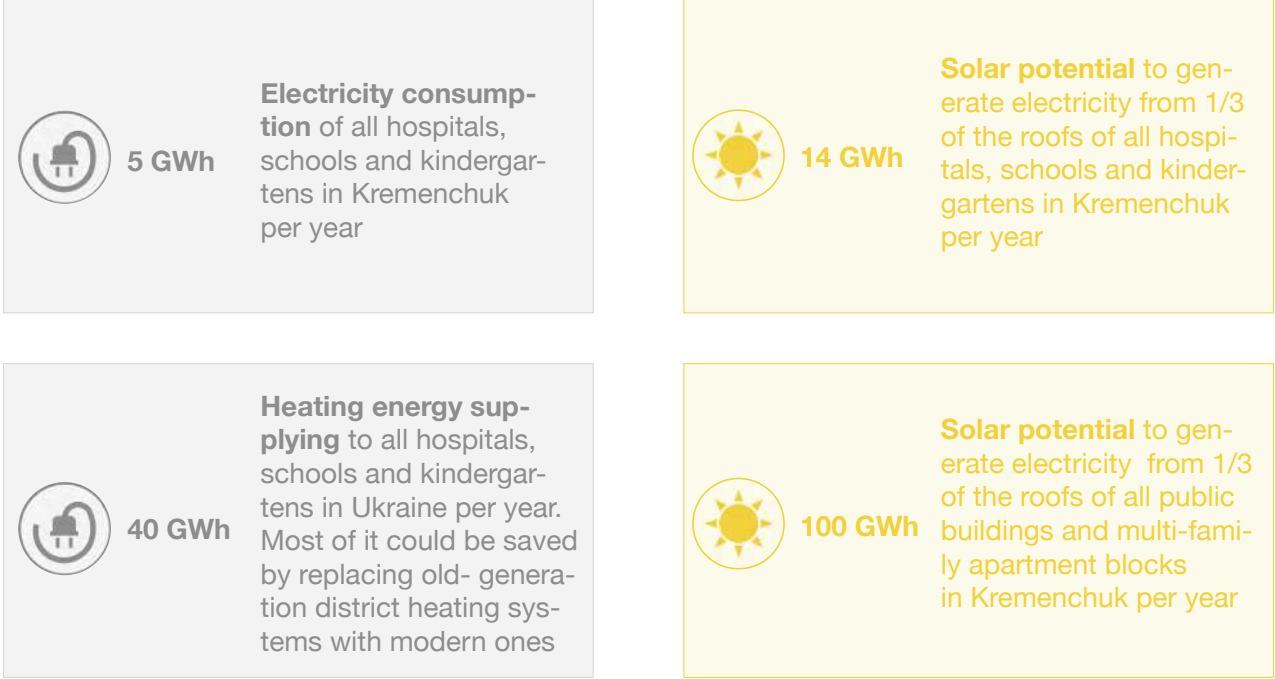 5 GWh
Electricity consump-
tion of all hospitals,
schools and kindergar-
tens in Kremenchuk
per year
14 GWh
Solar potential to gen-
erate electricity from 1/3
of the roofs of all hospi-
tals, schools and kinder-
gartens in Kremenchuk
per year
40 GWh
Heating energy sup-
plying to all hospitals,
schools and kindergar-
tens in Ukraine per year.
Most of it could be saved
by replacing old- genera-
tion district heating sys-
tems with modern ones
100 GWh
Solar potential to gen-
erate electricity  from 1/3
of the roofs of all public
buildings and multi-fami-
ly apartment blocks
in Kremenchuk per year